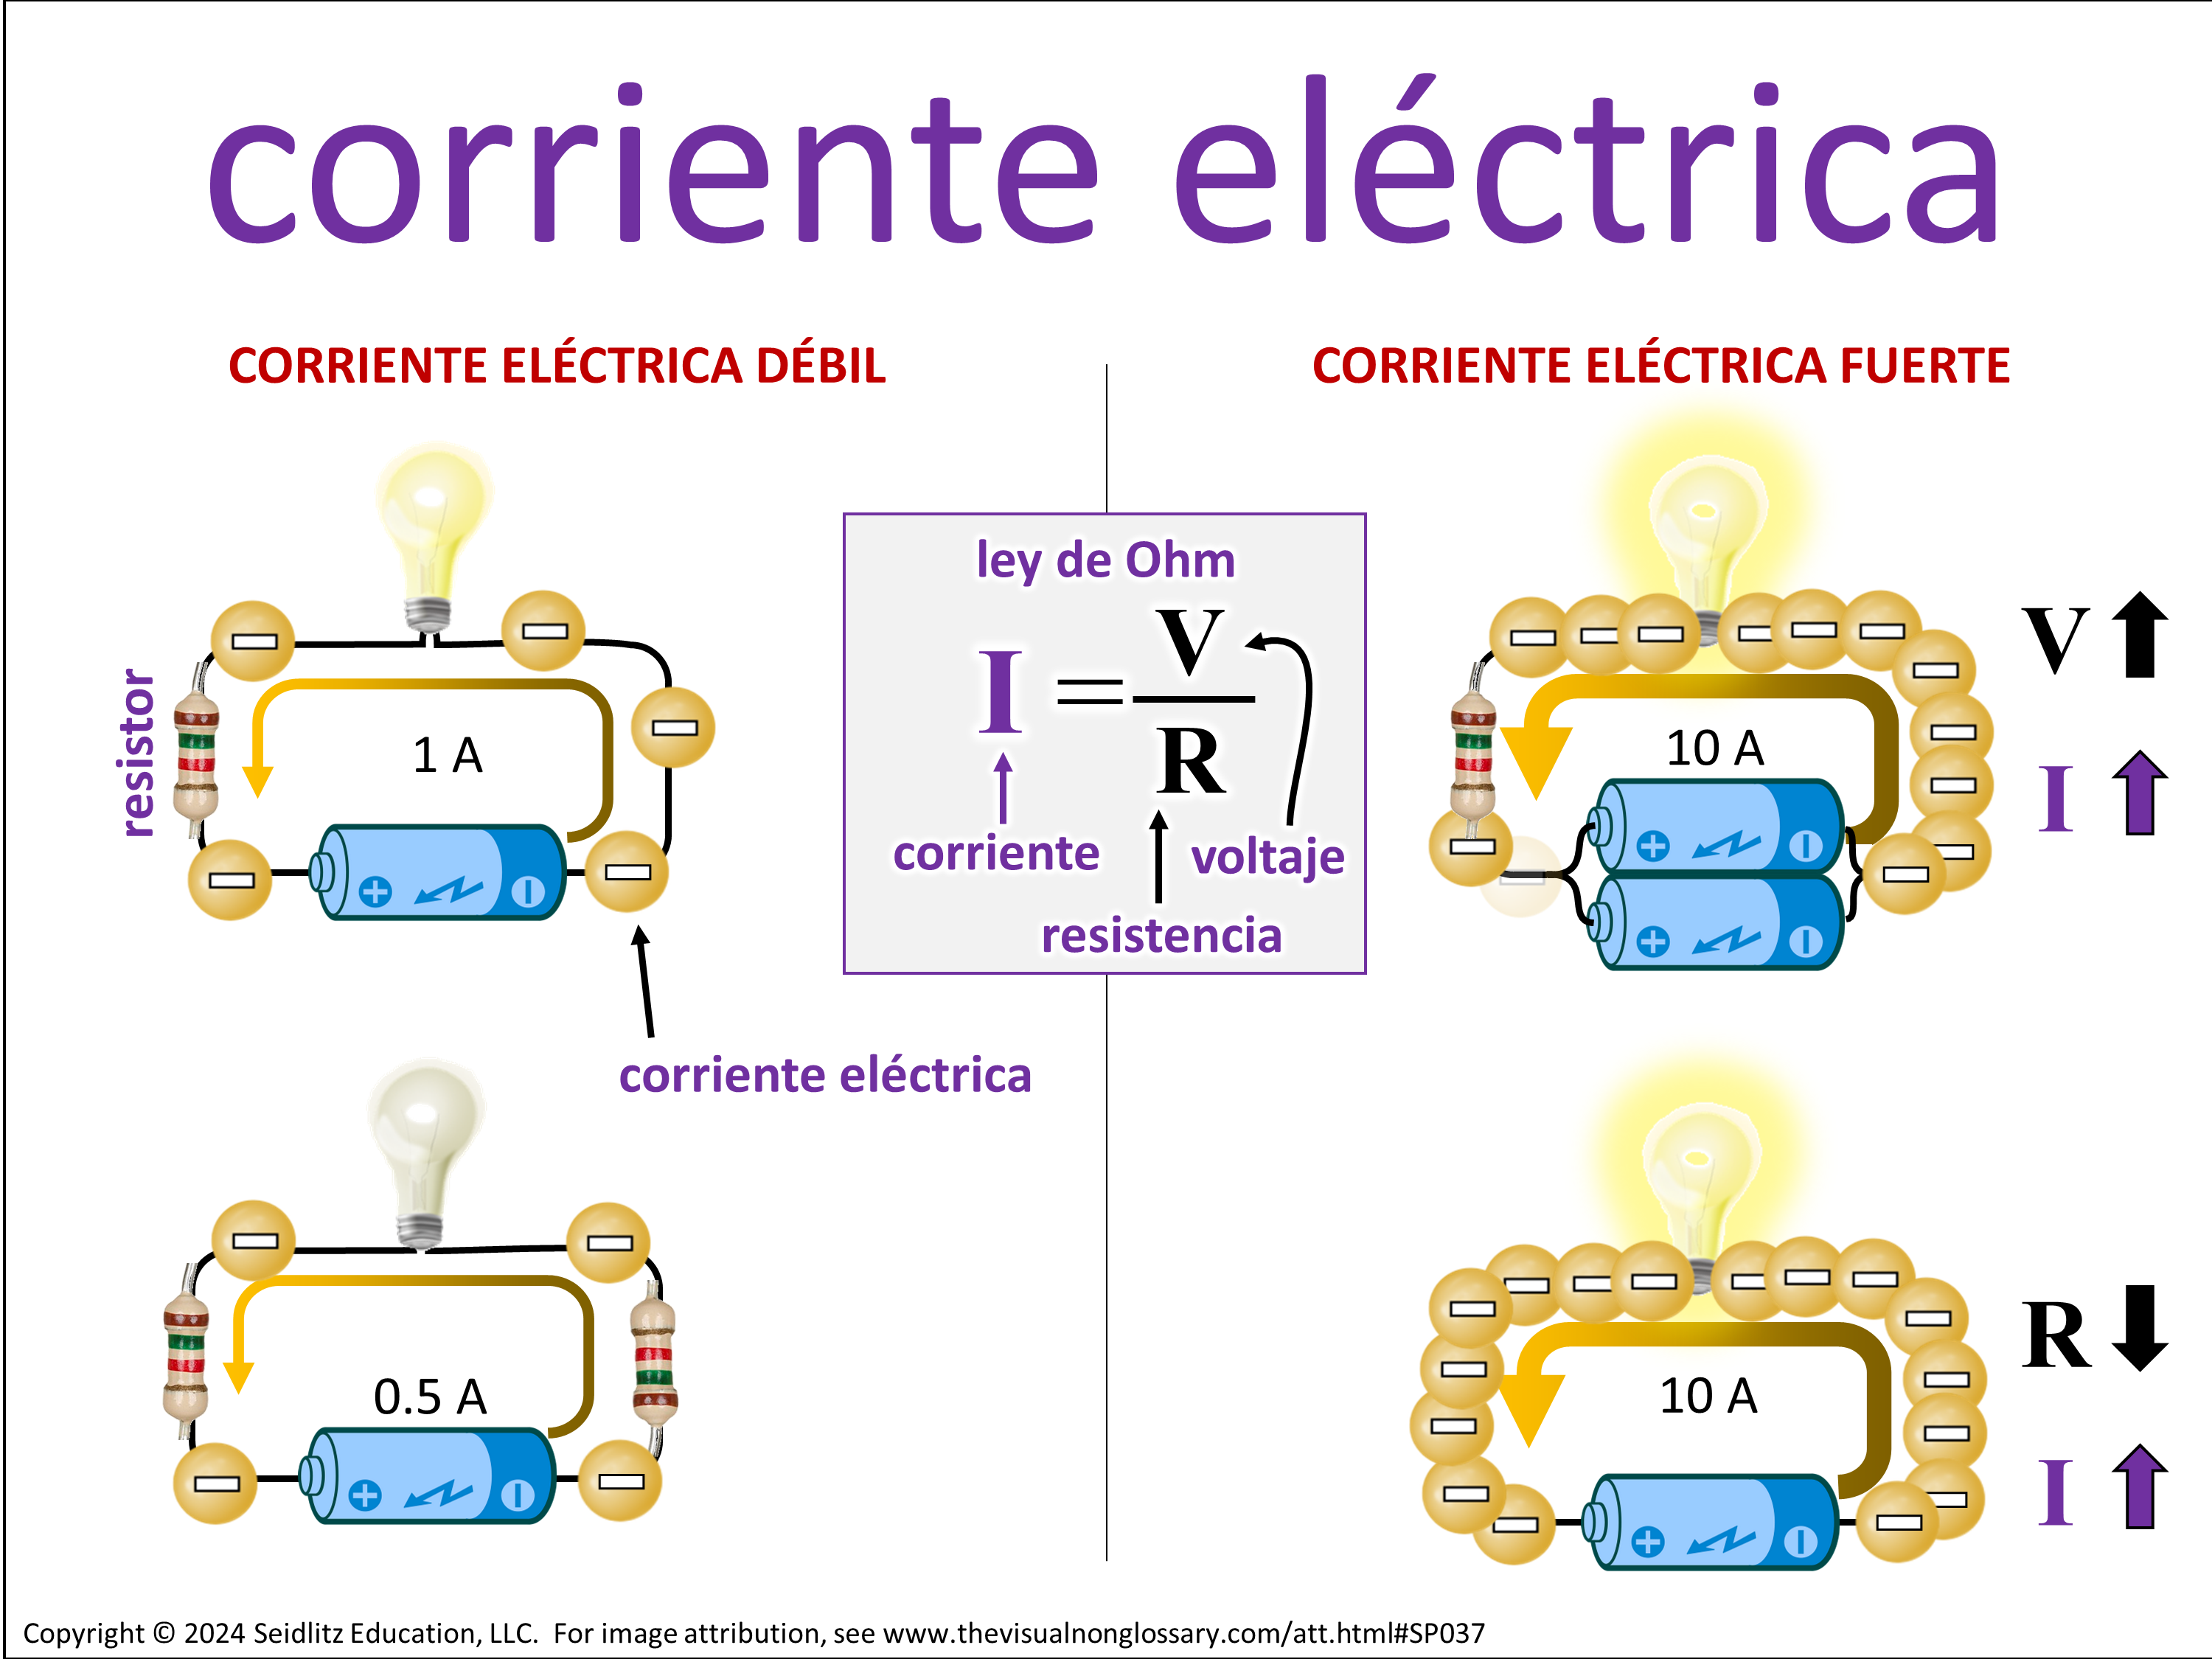 corriente eléctrica
CORRIENTE ELÉCTRICA DÉBIL
CORRIENTE ELÉCTRICA FUERTE
resistor
1 A
ley de Ohm
I = V
R
corriente
voltaje
resistencia
10 A
V
I
corriente eléctrica
0.5 A
10 A
R
I
Copyright © 2024 Seidlitz Education, LLC. For image attribution, see www.thevisualnonglossary.com/att.html#SP037